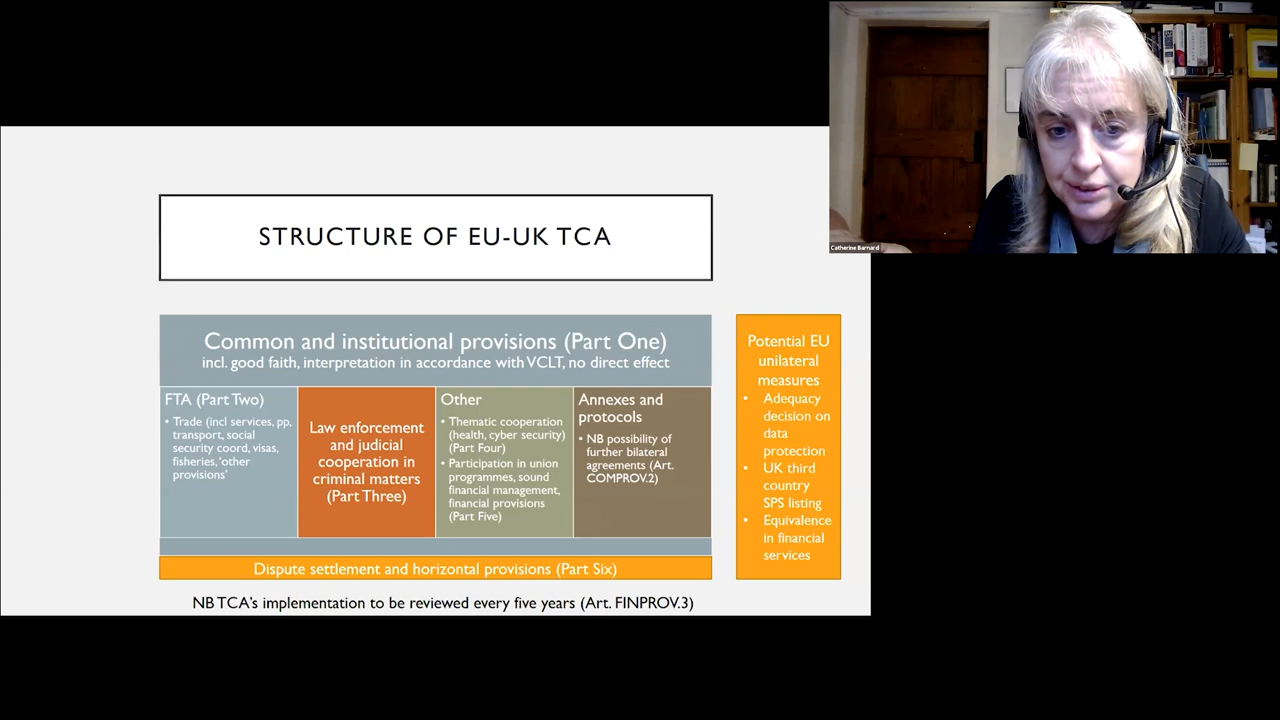 Catherine Barnard
STRUCTURE OF EU-UK TCA
Common and institutional provisions (Part One)
incl. good faith, interpretation in accordance with VCLT, no direct effect
FTA (Part Two)
• Trade (incl services, pp,
transport, social
security coord, visas,
fisheries, ‘other
provisions’
Law enforcement
and judicial
cooperation in
criminal matters
(Part Three)
Other
• Thematic cooperation
(health, cyber security)
(Part Four)
• Participation in union
programmes, sound
financial management,
financial provisions
(Part Five)
Annexes and
protocols
• NB possibility of
further bilateral
agreements (Art.
COMPROV.2)
Dispute settlement and horizontal provisions (Part Six)
NB TCA’s implementation to be reviewed every five years (Art. FINPROV.3)
Potential EU
unilateral
measures
• Adequacy
decision on
data
protection
• UK third
country
SPS listing
• Equivalence
in financial
services